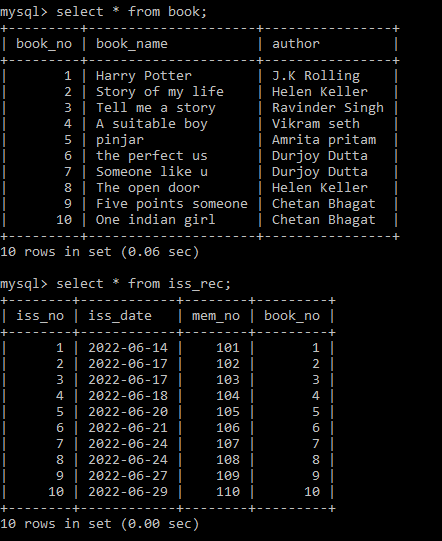 mysql> select * from book;
+---------+----------------------+----------------+
| book_no | book_name            | author         |
+---------+----------------------+----------------+
|       1 | Harry Potter         | J.K Rolling    |
|       2 | Story of my life     | Helen Keller   |
|       3 | Tell me a story      | Ravinder Singh |
|       4 | A suitable boy       | Vikram seth    |
|       5 | pinjar               | Amrita pritam  |
|       6 | the perfect us       | Durjoy Dutta   |
|       7 | Someone like u       | Durjoy Dutta   |
|       8 | The open door        | Helen Keller   |
|       9 | Five points someone  | Chetan Bhagat  |
|      10 | One indian girl      | Chetan Bhagat  |
+---------+----------------------+----------------+
10 rows in set (0.06 sec)

mysql> select * from iss_rec;
+--------+------------+--------+---------+
| iss_no | iss_date   | mem_no | book_no |
+--------+------------+--------+---------+
|      1 | 2022-06-14 |    101 |       1 |
|      2 | 2022-06-17 |    102 |       2 |
|      3 | 2022-06-17 |    103 |       3 |
|      4 | 2022-06-18 |    104 |       4 |
|      5 | 2022-06-20 |    105 |       5 |
|      6 | 2022-06-21 |    106 |       6 |
|      7 | 2022-06-24 |    107 |       7 |
|      8 | 2022-06-24 |    108 |       8 |
|      9 | 2022-06-27 |    109 |       9 |
|     10 | 2022-06-29 |    110 |      10 |
+--------+------------+--------+---------+
10 rows in set (0.00 sec)